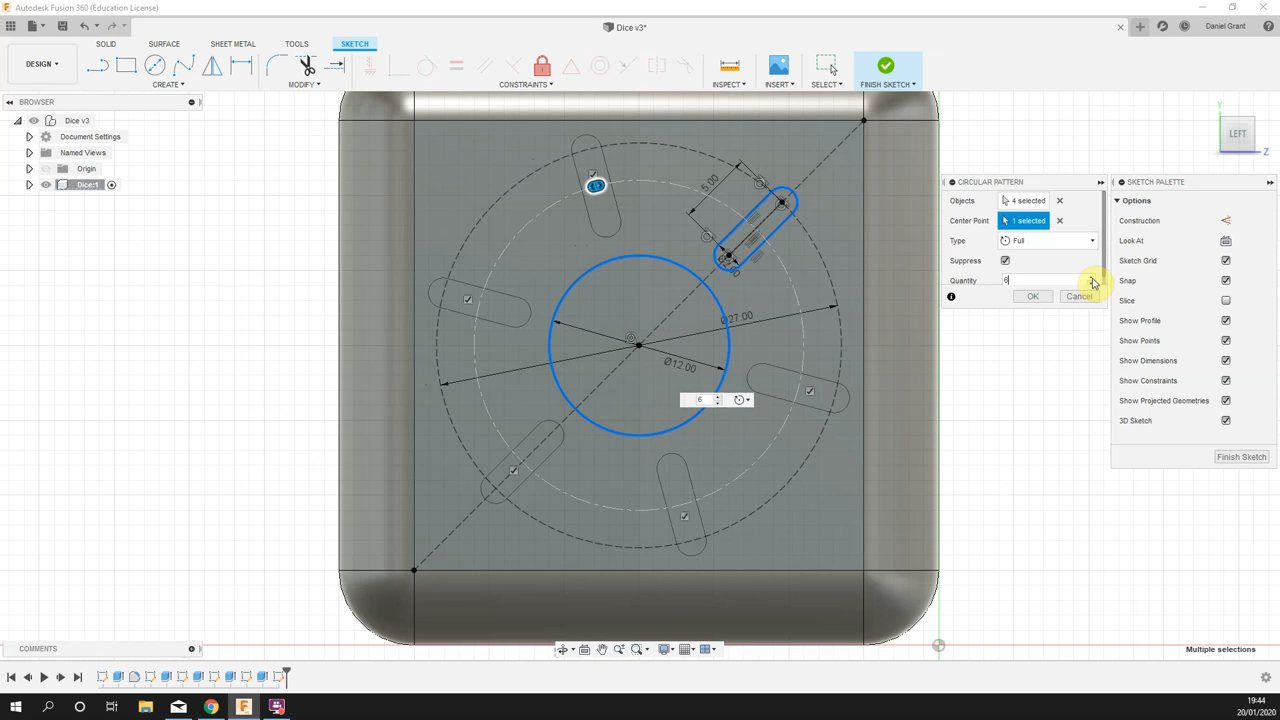 Autodesk Fusion 360 (Education License)
Dice v3*
Daniel Grant
SOLID
SURFACE
SHEET METAL
TOOLS
SKETCH
DESIGN
CREATE
MODIFY
CONSTRAINTS
INSPECT
INSERT
SELECT
FINISH SKETCH
BROWSER
Dice v3
Document Settings
Named Views
Origin
Dice:1
Y
LEFT
Z
CIRCULAR PATTERN
Objects 4 selected
Center Point 1 selected
Type Full
Suppress
Quantity 6
OK Cancel
SKETCH PALETTE
Options
Construction
Look At
Sketch Grid
Snap
Slice
Show Profile
Show Points
Show Dimensions
Show Constraints
Show Projected Geometries
3D Sketch
Finish Sketch
5.00
Ø27.00
Ø12.00
6
COMMENTS
Multiple selections
19:44
20/01/2020